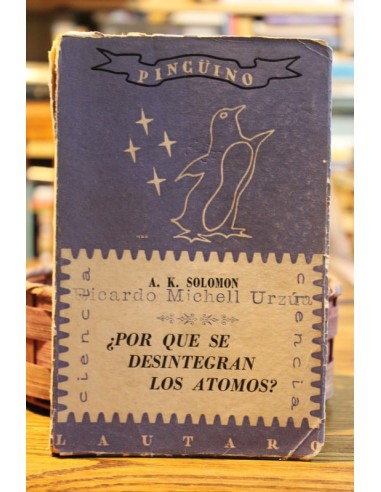 PINGÜINO
A. K. SOLOMON
Ricardo Michell Urzúa
¿POR QUE SE
DESINTEGRAN
LOS ATOMOS?
ciencia
ciencia
LAUTARO